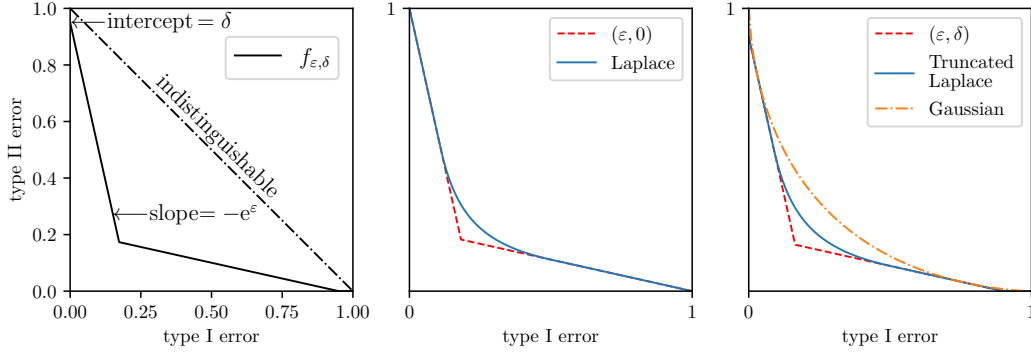 1.0
0.8
0.6
0.4
0.2
0.0
type II error
0.00
0.25
0.50
0.75
1.00
type I error
intercept = δ
f_{ε,δ}
indistinguishable
slope= −e^ε
1
0
1
type I error
(ε, 0)
Laplace
1
0
1
type I error
(ε, δ)
Truncated
Laplace
Gaussian